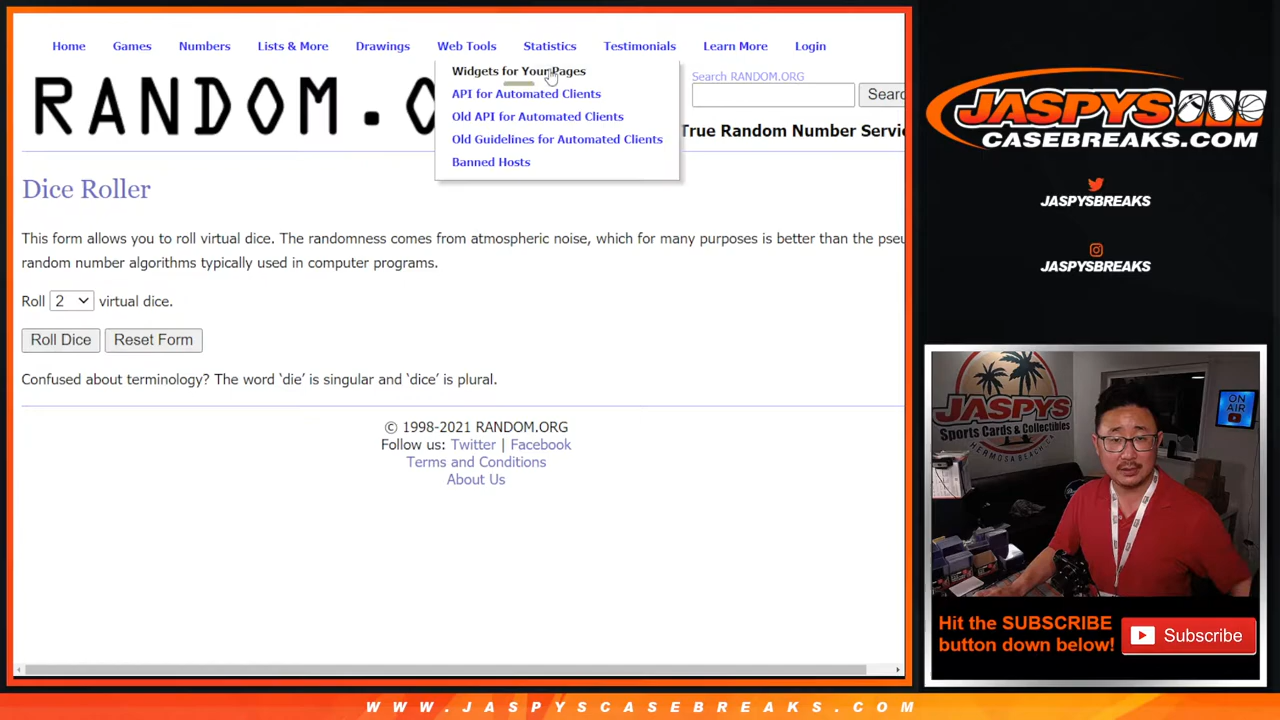 Home Games Numbers Lists & More Drawings Web Tools Statistics Testimonials Learn More Login
Widgets for Your Pages
API for Automated Clients
Old API for Automated Clients
Old Guidelines for Automated Clients
Banned Hosts
RANDOM.O
Search RANDOM.ORG
Searc
True Random Number Servi
Dice Roller
This form allows you to roll virtual dice. The randomness comes from atmospheric noise, which for many purposes is better than the pseu
random number algorithms typically used in computer programs.
Roll 2 virtual dice.
Roll Dice Reset Form
Confused about terminology? The word ‘die’ is singular and ‘dice’ is plural.
© 1998-2021 RANDOM.ORG
Follow us: Twitter | Facebook
Terms and Conditions
About Us
JASPYS
CASEBREAKS.COM
JASPYSBREAKS
JASPYSBREAKS
JASPYS
Sports Cards & Collectibles
HERMOSA BEACH, CA
ON
AIR
Hit the SUBSCRIBE
button down below!
Subscribe
WWW.JASPYSCASEBREAKS.COM